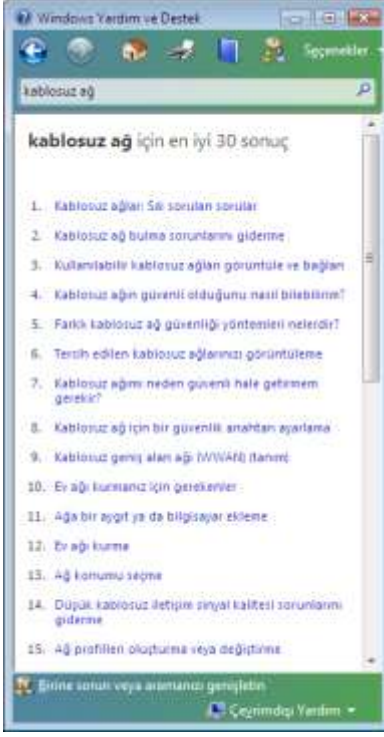 Windows Yardım ve Destek
Seçenekler
kablosuz ağ
kablosuz ağ için en iyi 30 sonuç
1. Kablosuz ağlar: Sık sorulan sorular
2. Kablosuz ağ bulma sorunlarını giderme
3. Kullanılabilir kablosuz ağları görüntüle ve bağlan
4. Kablosuz ağın güvenli olduğunu nasıl bilebilirim?
5. Farklı kablosuz ağ güvenliği yöntemleri nelerdir?
6. Tercih edilen kablosuz ağlarınızı görüntüleme
7. Kablosuz ağımı neden güvenli hale getirmem
gerekir?
8. Kablosuz ağ için bir güvenlik anahtarı ayarlama
9. Kablosuz geniş alan ağı (WWAN) (tanım)
10. Ev ağı kurmanız için gerekenler
11. Ağa bir aygıt ya da bilgisayar ekleme
12. Ev ağı kurma
13. Ağ konumu seçme
14. Düşük kablosuz iletişim sinyal kalitesi sorunlarını
giderme
15. Ağ profilleri oluşturma veya değiştirme
Birine sorun veya aramanızı genişletin
Çevrimdışı Yardım